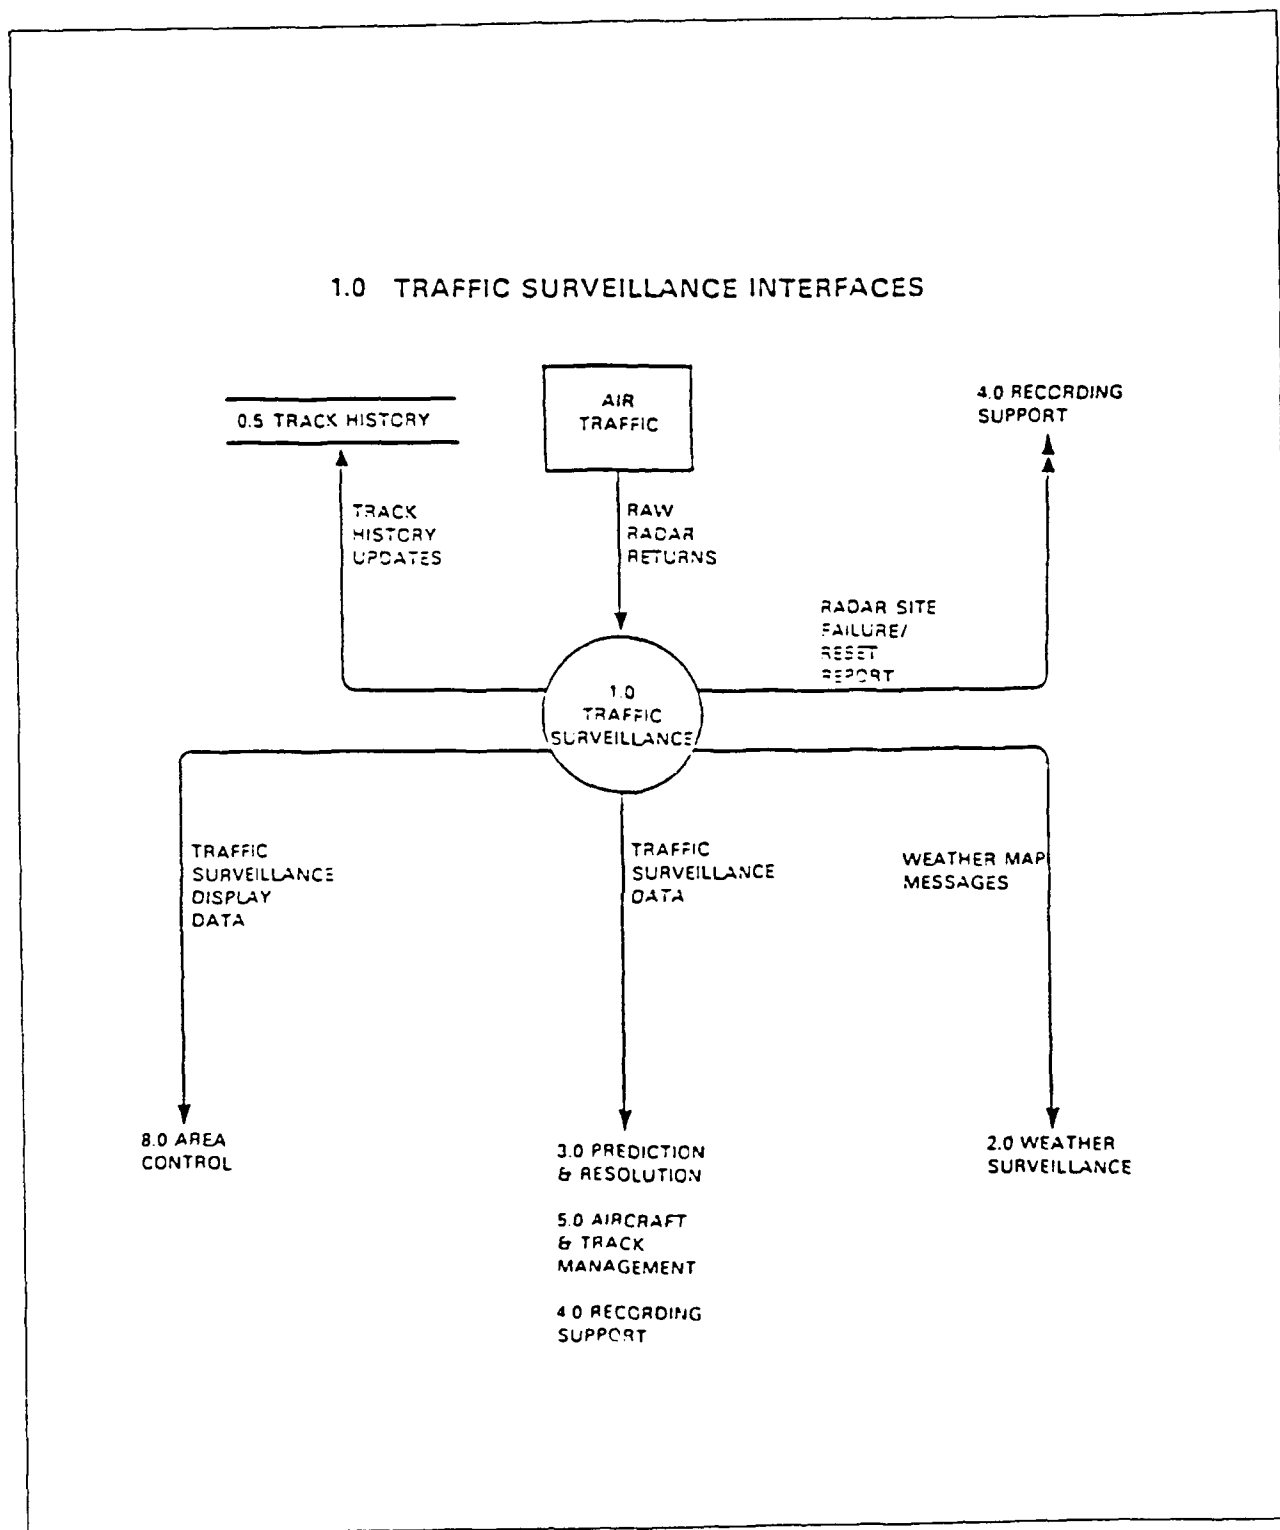 1.0 TRAFFIC SURVEILLANCE INTERFACES
0.5 TRACK HISTORY
AIR
TRAFFIC
4.0 RECORDING
SUPPORT
TRACK
HISTORY
UPDATES
RAW
RADAR
RETURNS
RADAR SITE
FAILURE/
RESET
REPORT
1.0
TRAFFIC
SURVEILLANCE
TRAFFIC
SURVEILLANCE
DISPLAY
DATA
TRAFFIC
SURVEILLANCE
DATA
WEATHER MAP
MESSAGES
8.0 AREA
CONTROL
3.0 PREDICTION
& RESOLUTION
5.0 AIRCRAFT
& TRACK
MANAGEMENT
4.0 RECORDING
SUPPORT
2.0 WEATHER
SURVEILLANCE